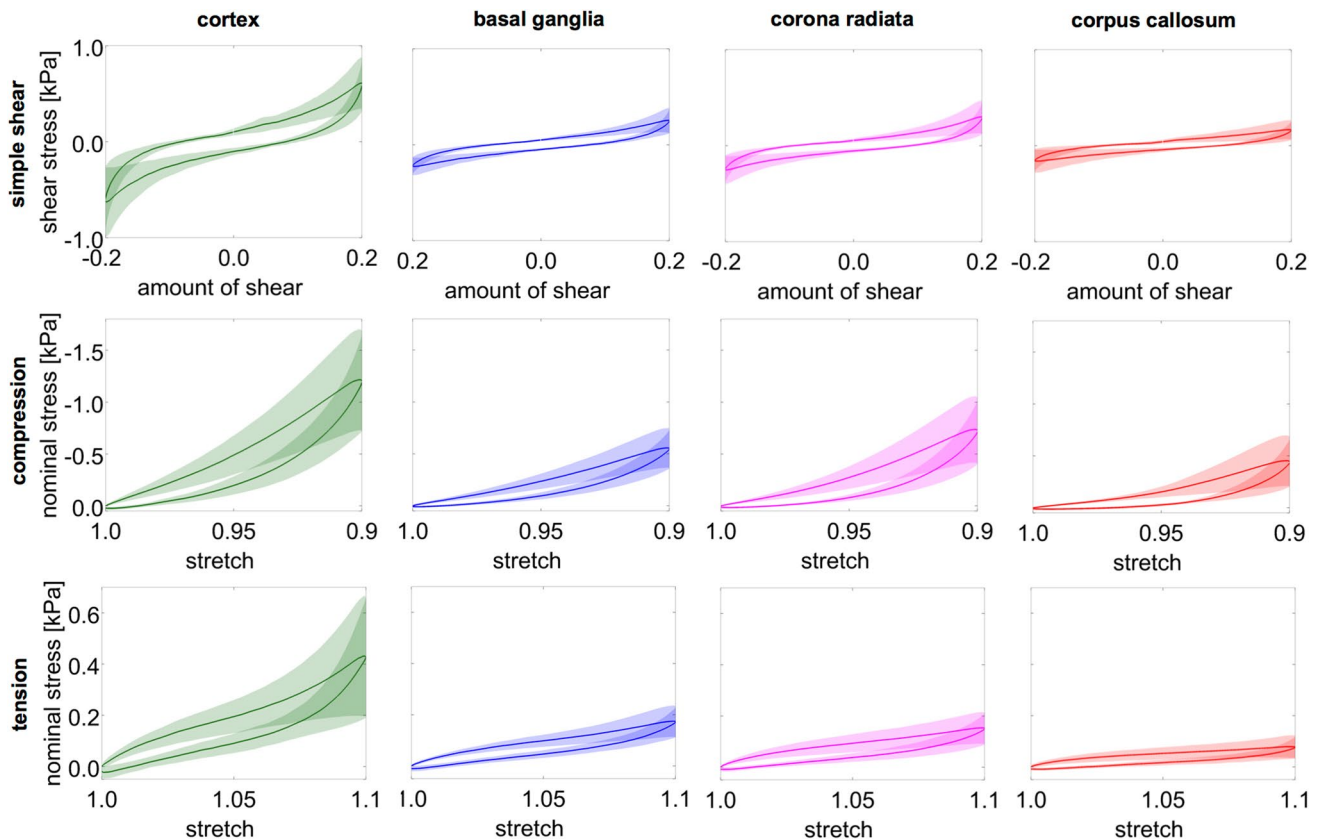 cortex basal ganglia corona radiata corpus callosum
simple shear
shear stress [kPa]
1.0
0.0
-1.0
-0.2 0.0 0.2 0.2 0.0 0.2 -0.2 0.0 0.2 -0.2 0.0 0.2
amount of shear amount of shear amount of shear amount of shear
compression
nominal stress [kPa]
-1.5
-1.0
-0.5
0.0
1.0 0.95 0.9 1.0 0.95 0.9 1.0 0.95 0.9 1.0 0.95 0.9
stretch stretch stretch stretch
tension
nominal stress [kPa]
0.6
0.4
0.2
0.0
1.0 1.05 1.1 1.0 1.05 1.1 1.0 1.05 1.1 1.0 1.05 1.1
stretch stretch stretch stretch